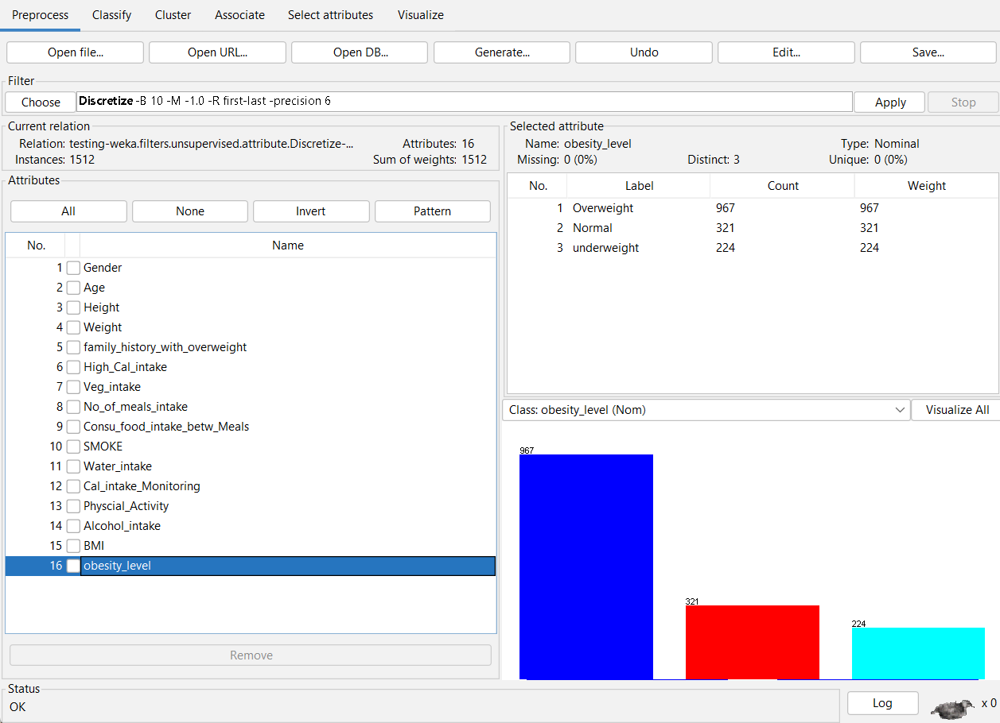 Preprocess Classify Cluster Associate Select attributes Visualize
Open file... Open URL... Open DB... Generate... Undo Edit... Save...
Filter
Choose Discretize -B 10 -M -1.0 -R first-last -precision 6 Apply Stop
Current relation
Relation: testing-weka.filters.unsupervised.attribute.Discretize-... Attributes: 16
Instances: 1512 Sum of weights: 1512
Attributes
All None Invert Pattern
No. Name
1 Gender
2 Age
3 Height
4 Weight
5 family_history_with_overweight
6 High_Cal_intake
7 Veg_intake
8 No_of_meals_intake
9 Consu_food_intake_betw_Meals
10 SMOKE
11 Water_intake
12 Cal_intake_Monitoring
13 Physcial_Activity
14 Alcohol_intake
15 BMI
16 obesity_level
Remove
Selected attribute
Name: obesity_level Type: Nominal
Missing: 0 (0%) Distinct: 3 Unique: 0 (0%)
No. Label Count Weight
1 Overweight 967 967
2 Normal 321 321
3 underweight 224 224
Class: obesity_level (Nom) Visualize All
967
321
224
Status
OK
Log x 0